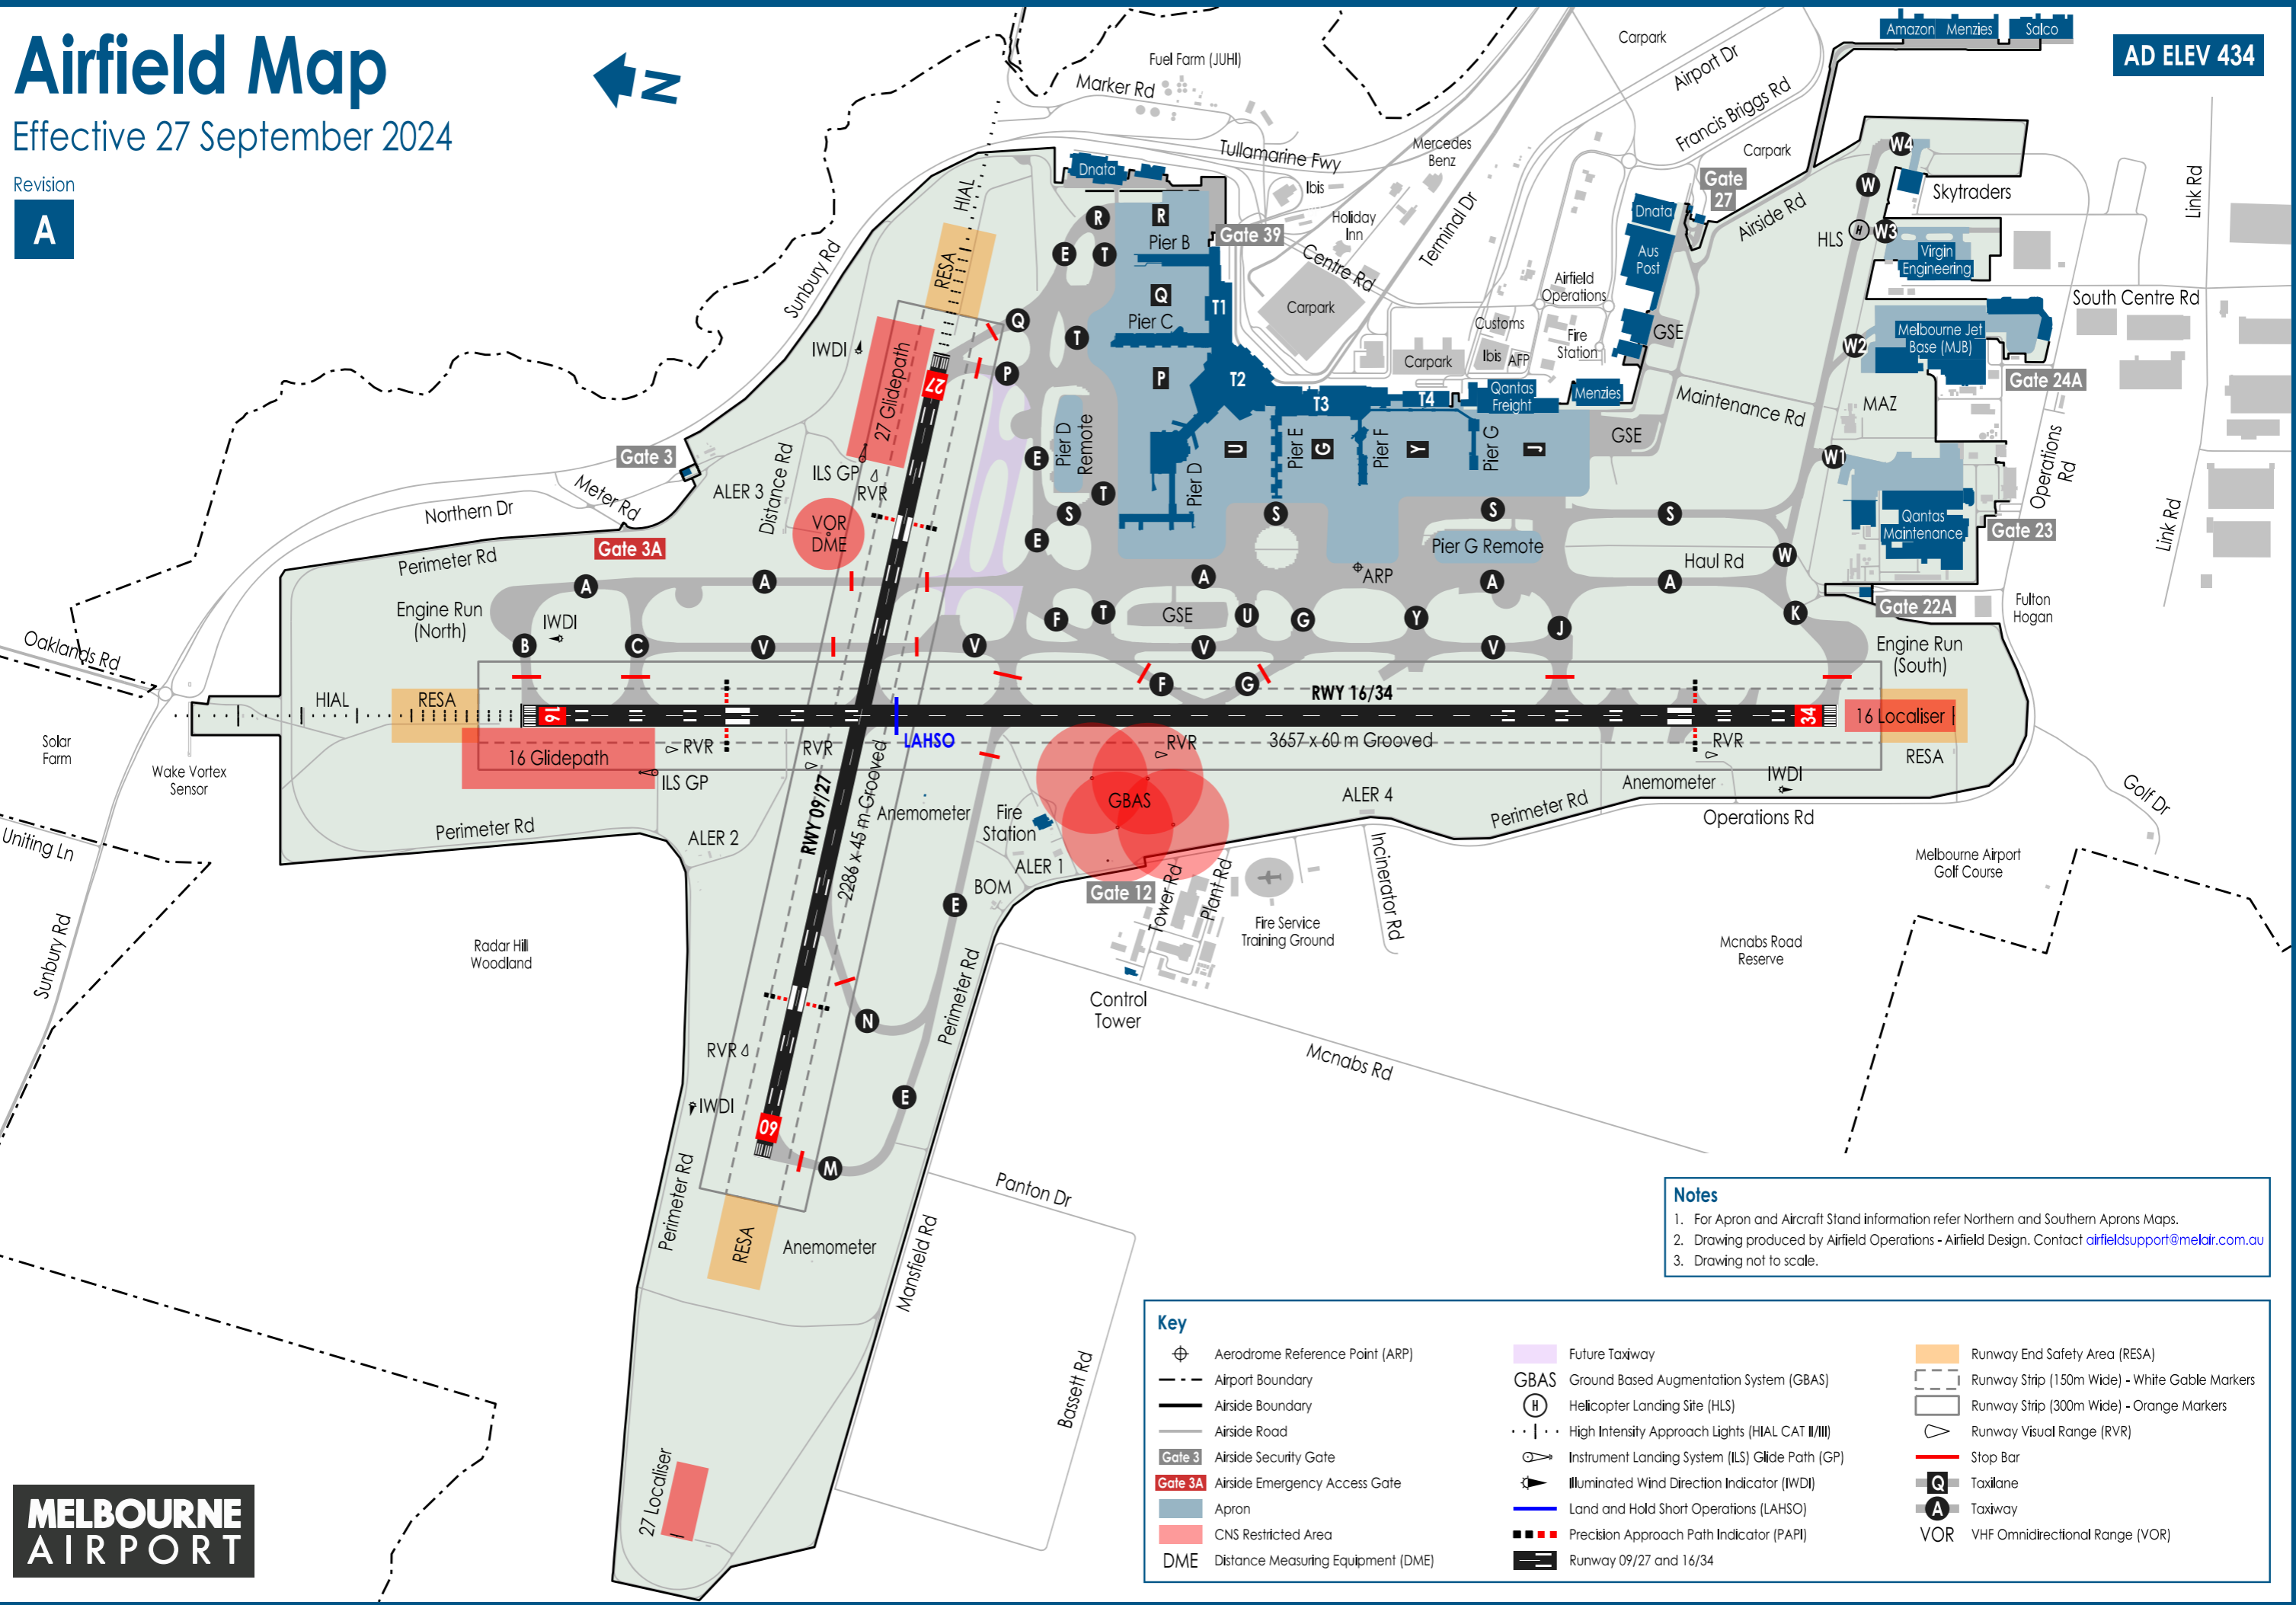 Airfield Map
Effective 27 September 2024
Revision
A
N
AD ELEV 434
Amazon
Menzies
Salco
Carpark
Airport Dr
Francis Briggs Rd
Carpark
Fuel Farm (JUHI)
Marker Rd
Tullamarine Fwy
Mercedes
Benz
Ibis
Holiday
Inn
Terminal Dr
Centre Rd
Carpark
Gate
27
Airside Rd
Link Rd
Skytraders
W4
W
W3
HLS
H
Virgin
Engineering
South Centre Rd
Melbourne Jet
Base (MJB)
W2
Gate 24A
MAZ
Maintenance Rd
Operations
Rd
W1
Qantas
Maintenance
Gate 23
Link Rd
Gate 22A
Fulton
Hogan
Dnata
Aus
Post
Airfield
Operations
Customs
Fire
Station
GSE
Ibis
AFP
Carpark
Qantas
Freight
Menzies
GSE
Dnata
R
R
Pier B
Gate 39
E
T
Q
Pier C
T1
Q
T
P
P
T2
T3
T4
Pier D
Remote
E
T
S
E
Pier D
U
Pier E
G
Pier F
Y
Pier G
J
S
S
S
Pier G Remote
Haul Rd
W
ARP
A
A
A
A
A
K
F
T
GSE
U
G
Y
J
Engine Run
(South)
Sunbury Rd
HIAL
RESA
IWDI
27 Glidepath
27
Gate 3
Meter Rd
Northern Dr
ALER 3
Distance Rd
ILS GP
RVR
VOR
DME
Gate 3A
Perimeter Rd
Engine Run
(North)
IWDI
B
C
V
V
V
V
F
G
Oaklands Rd
HIAL
RESA
16
RWY 16/34
34
16 Localiser
RESA
LAHSO
3657 x 60 m Grooved
16 Glidepath
RVR
RVR
RVR
RVR
ILS GP
Solar
Farm
Wake Vortex
Sensor
Anemometer
IWDI
Golf Dr
GBAS
ALER 4
Perimeter Rd
Operations Rd
Anemometer
Fire
Station
RWY 09/27
2286 x 45 m Grooved
Perimeter Rd
ALER 2
ALER 1
BOM
Uniting Ln
Gate 12
Tower Rd
Plant Rd
Incinerator Rd
Fire Service
Training Ground
Melbourne Airport
Golf Course
Mcnabs Road
Reserve
E
Sunbury Rd
Radar Hill
Woodland
Perimeter Rd
Control
Tower
N
RVR
Mcnabs Rd
IWDI
E
09
M
Perimeter Rd
Panton Dr
RESA
Anemometer
Mansfield Rd
Bassett Rd
27 Localiser
Notes
1. For Apron and Aircraft Stand information refer Northern and Southern Aprons Maps.
2. Drawing produced by Airfield Operations - Airfield Design. Contact airfieldsupport@melair.com.au
3. Drawing not to scale.
Key
Aerodrome Reference Point (ARP)
Airport Boundary
Airside Boundary
Airside Road
Gate 3 Airside Security Gate
Gate 3A Airside Emergency Access Gate
Apron
CNS Restricted Area
DME Distance Measuring Equipment (DME)
Future Taxiway
GBAS Ground Based Augmentation System (GBAS)
H Helicopter Landing Site (HLS)
High Intensity Approach Lights (HIAL CAT II/III)
Instrument Landing System (ILS) Glide Path (GP)
Illuminated Wind Direction Indicator (IWDI)
Land and Hold Short Operations (LAHSO)
Precision Approach Path Indicator (PAPI)
Runway 09/27 and 16/34
Runway End Safety Area (RESA)
Runway Strip (150m Wide) - White Gable Markers
Runway Strip (300m Wide) - Orange Markers
Runway Visual Range (RVR)
Stop Bar
Q Taxilane
A Taxiway
VOR VHF Omnidirectional Range (VOR)
MELBOURNE
AIRPORT